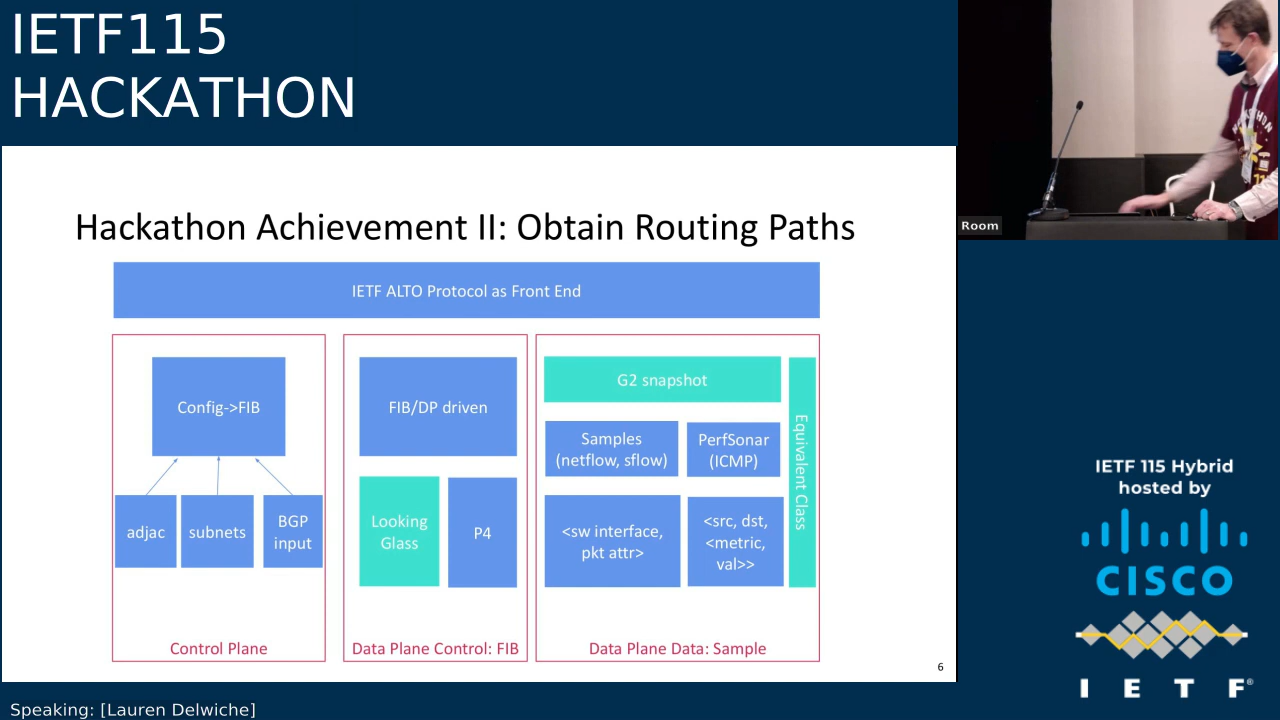 IETF115
HACKATHON
Hackathon Achievement II: Obtain Routing Paths
IETF ALTO Protocol as Front End
Config->FIB
adjac
subnets
BGP
input
Control Plane
FIB/DP driven
Looking
Glass
P4
Data Plane Control: FIB
G2 snapshot
Samples
(netflow, sflow)
PerfSonar
(ICMP)
<sw interface,
pkt attr>
<src, dst,
<metric,
val>>
Equivalent Class
Data Plane Data: Sample
6
Room
IETF 115 Hybrid
hosted by
CISCO
I E T F®
Speaking: [Lauren Delwiche]